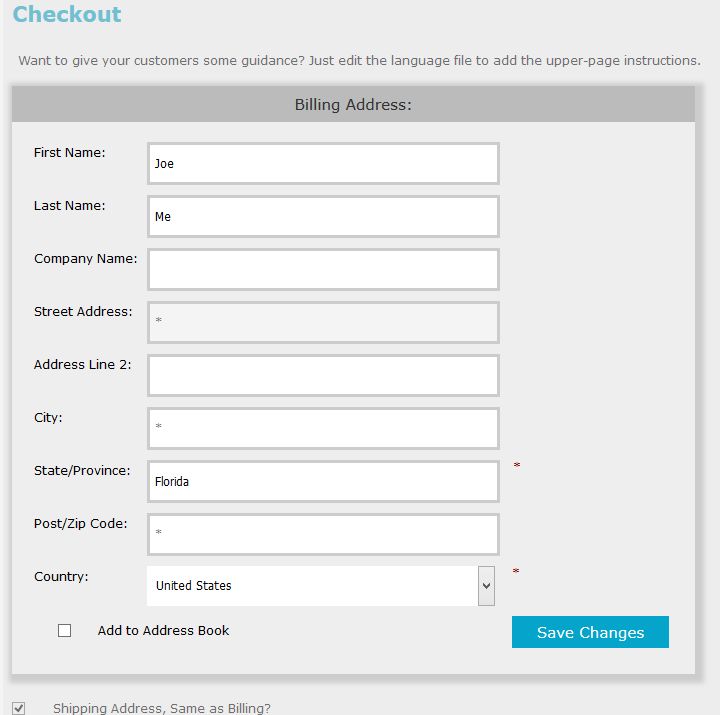 Checkout
Want to give your customers some guidance? Just edit the language file to add the upper-page instructions.
Billing Address:
First Name: Joe
Last Name: Me
Company Name:
Street Address: *
Address Line 2:
City: *
State/Province: Florida *
Post/Zip Code: *
Country: United States *
Add to Address Book Save Changes
Shipping Address, Same as Billing?